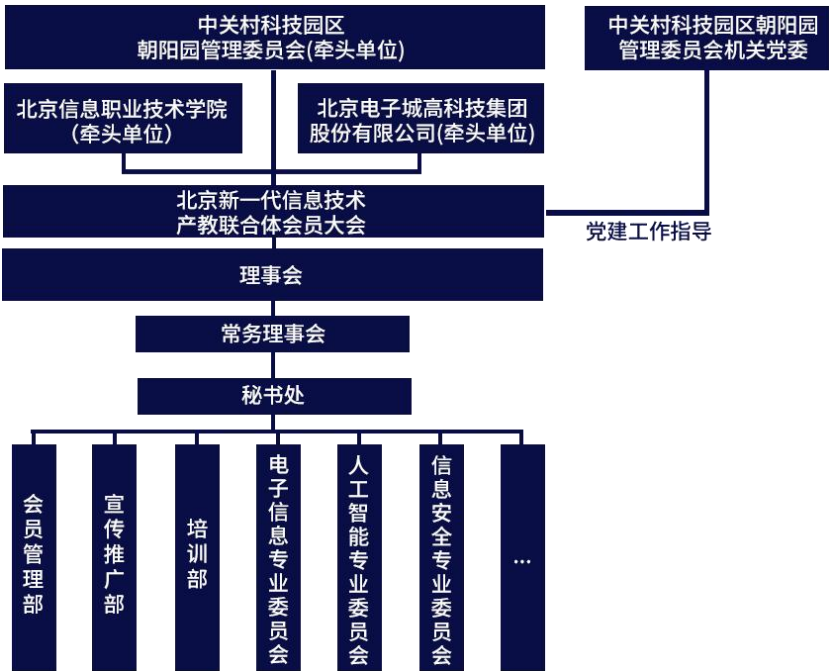 中关村科技园区
朝阳园管理委员会(牵头单位)
中关村科技园区朝阳园
管理委员会机关党委
北京信息职业技术学院
（牵头单位）
北京电子城高科技集团
股份有限公司(牵头单位)
北京新一代信息技术
产教联合体会员大会
党建工作指导
理事会
常务理事会
秘书处
会员管理部
宣传推广部
培训部
电子信息专业委员会
人工智能专业委员会
信息安全专业委员会
...